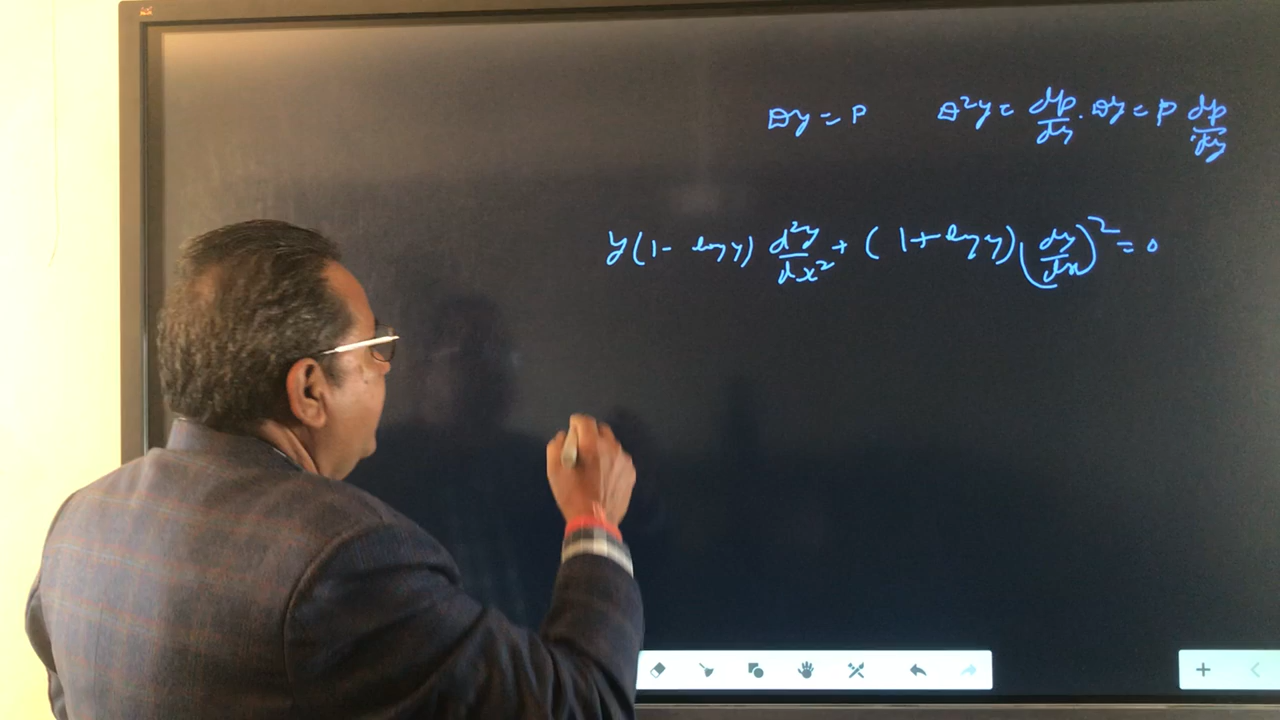 Dy = P D²y = dp/dy . Dy = P dp/dy
y(1 - log y) d²y/dx² + (1 + log y)(dy/dx)² = 0